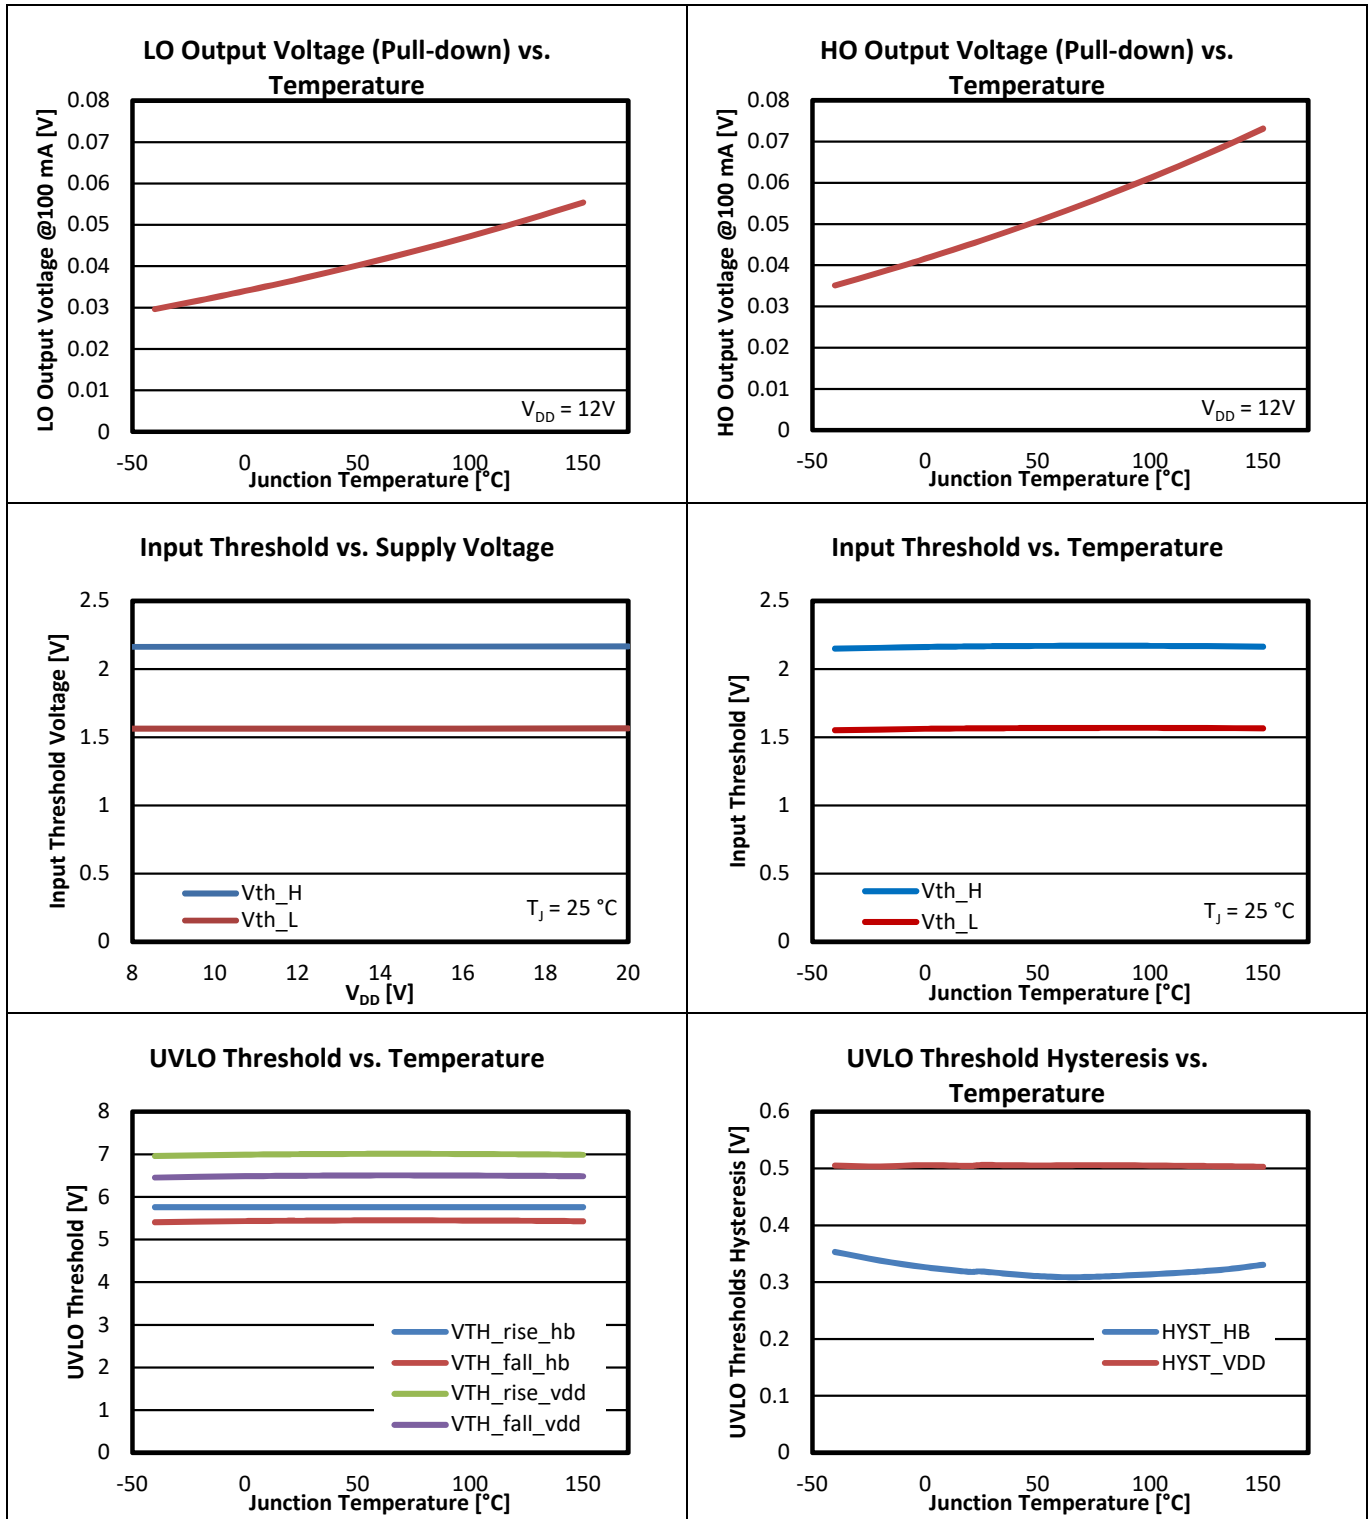 LO Output Voltage (Pull-down) vs.
Temperature
LO Output Votlage @100 mA [V]
0.08
0.07
0.06
0.05
0.04
0.03
0.02
0.01
0
V_DD = 12V
-50 0 50 100 150
Junction Temperature [°C]
HO Output Voltage (Pull-down) vs.
Temperature
HO Output Votlage @100 mA [V]
0.08
0.07
0.06
0.05
0.04
0.03
0.02
0.01
0
V_DD = 12V
-50 0 50 100 150
Junction Temperature [°C]
Input Threshold vs. Supply Voltage
Input Threshold Voltage [V]
2.5
2
1.5
1
0.5
0
Vth_H
Vth_L
T_J = 25 °C
8 10 12 14 16 18 20
V_DD [V]
Input Threshold vs. Temperature
Input Threshold [V]
2.5
2
1.5
1
0.5
0
Vth_H
Vth_L
T_J = 25 °C
-50 0 50 100 150
Junction Temperature [°C]
UVLO Threshold vs. Temperature
UVLO Threshold [V]
8
7
6
5
4
3
2
1
0
VTH_rise_hb
VTH_fall_hb
VTH_rise_vdd
VTH_fall_vdd
-50 0 50 100 150
Junction Temperature [°C]
UVLO Threshold Hysteresis vs.
Temperature
UVLO Thresholds Hysteresis [V]
0.6
0.5
0.4
0.3
0.2
0.1
0
HYST_HB
HYST_VDD
-50 0 50 100 150
Junction Temperature [°C]